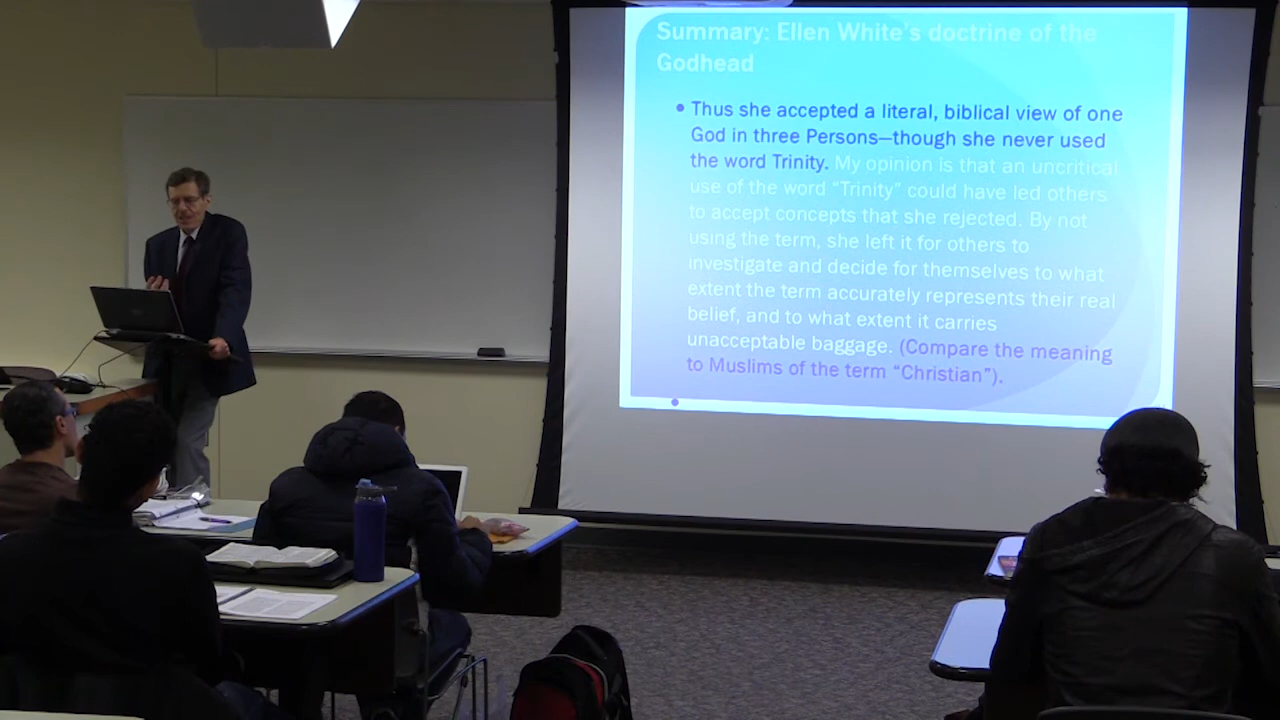 Summary: Ellen White's doctrine of the
Godhead
• Thus she accepted a literal, biblical view of one
God in three Persons—though she never used
the word Trinity. My opinion is that an uncritical
use of the word “Trinity” could have led others
to accept concepts that she rejected. By not
using the term, she left it for others to
investigate and decide for themselves to what
extent the term accurately represents their real
belief, and to what extent it carries
unacceptable baggage. (Compare the meaning
to Muslims of the term “Christian”).